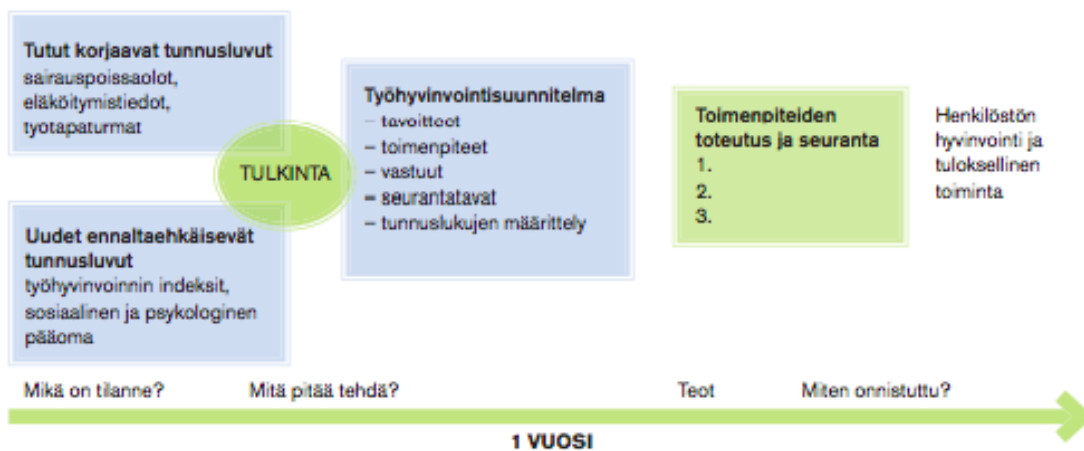 Tutut korjaavat tunnusluvut
sairauspoissaolot,
eläköitymistiedot,
työtapaturmat
TULKINTA
Uudet ennaltaehkäisevät
tunnusluvut
työhyvinvoinnin indeksit,
sosiaalinen ja psykologinen
pääoma
Työhyvinvointisuunnitelma
– tavoitteet
– toimenpiteet
– vastuut
– seurantatavat
– tunnuslukujen määrittely
Toimenpiteiden
toteutus ja seuranta
1.
2.
3.
Henkilöstön
hyvinvointi ja
tuloksellinen
toiminta
Mikä on tilanne?
Mitä pitää tehdä?
Teot
Miten onnistuttu?
1 VUOSI